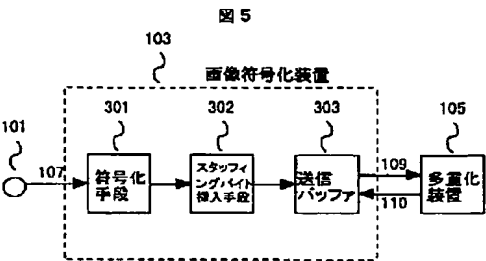 図5
103
画像符号化装置
301
302
303
105
101
107
符号化
手段
スタッフィ
ングバイト
挿入手段
送信
バッファ
109
110
多重化
装置